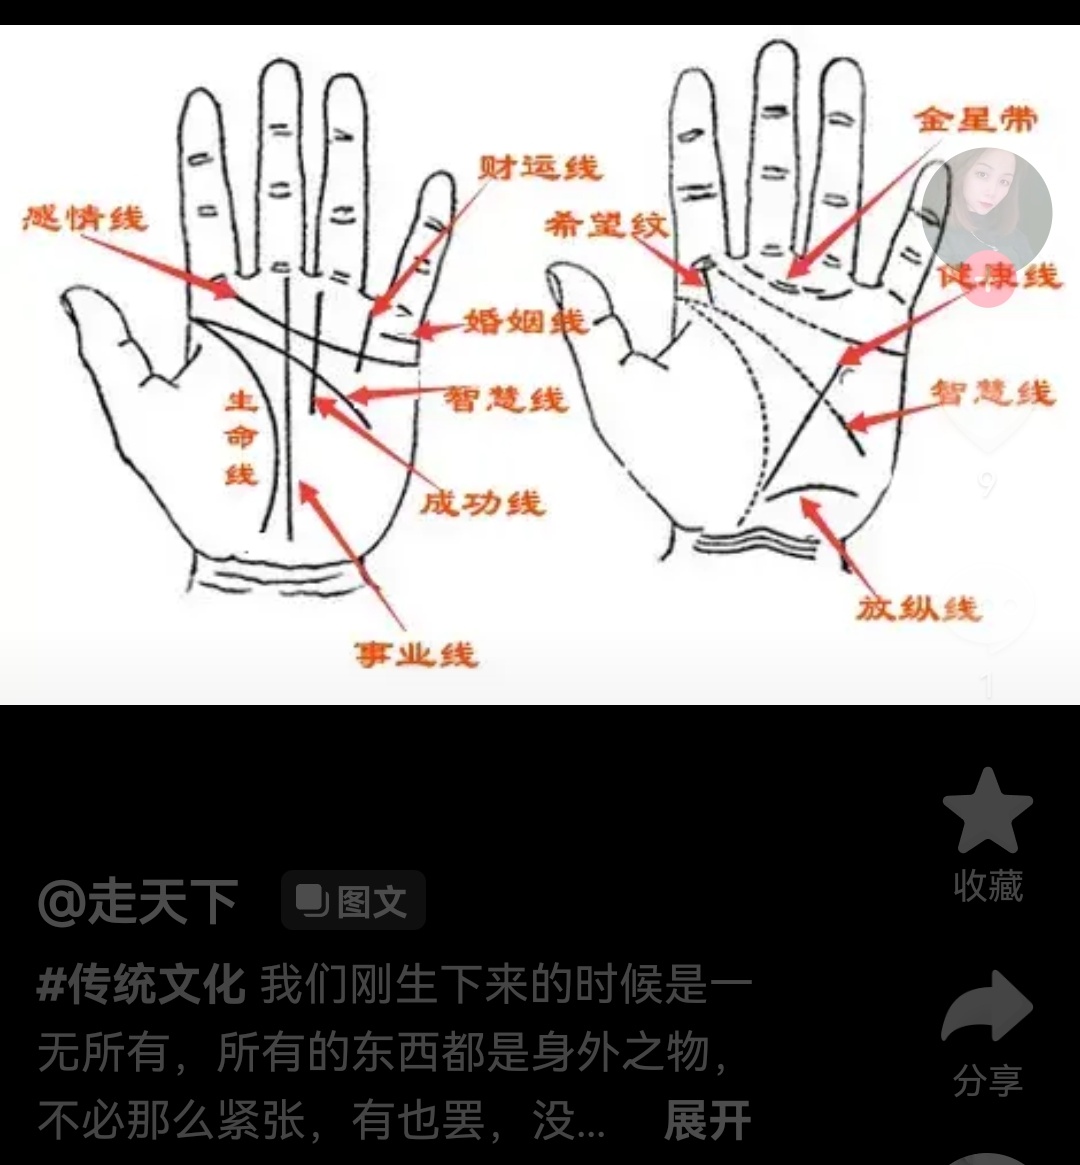 金星带
财运线
感情线
希望纹
健康线
婚姻线
智慧线
智慧线
生命线
成功线
9
放纵线
事业线
1
收藏
@走天下
图文
#传统文化 我们刚生下来的时候是一
无所有，所有的东西都是身外之物，
不必那么紧张，有也罢，没... 展开
分享